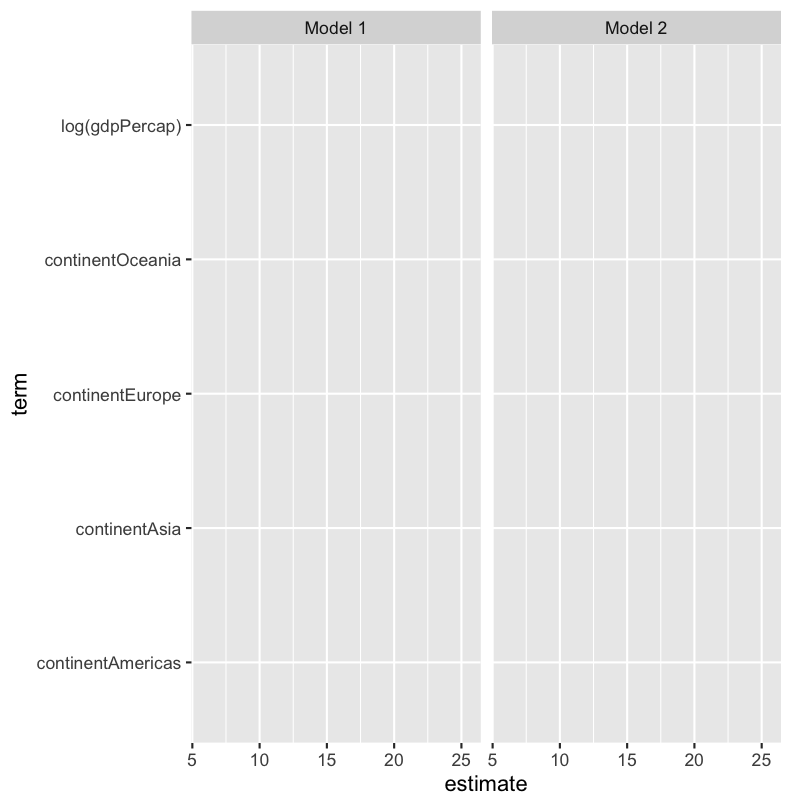 Model 1 Model 2
log(gdpPercap)
continentOceania
continentEurope
continentAsia
continentAmericas
term
5 10 15 20 25 5 10 15 20 25
estimate